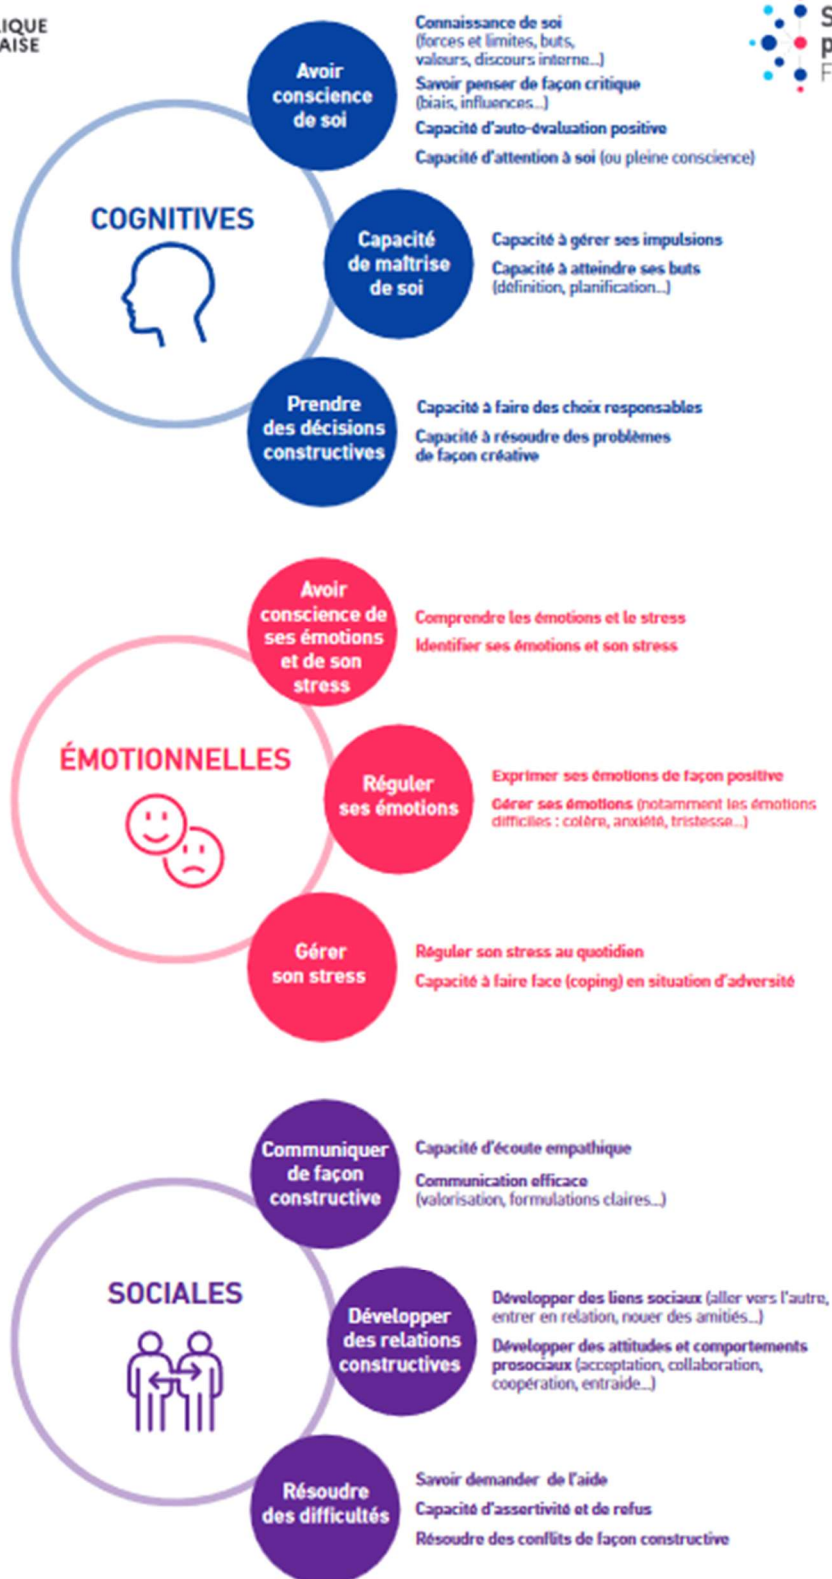 IQUE
AISE
S
p
F
Avoir
conscience
de soi
Connaissance de soi
(forces et limites, buts,
valeurs, discours interne...)
Savoir penser de façon critique
(biais, influences...)
Capacité d'auto-évaluation positive
Capacité d'attention à soi (ou pleine conscience)
COGNITIVES
Capacité
de maîtrise
de soi
Capacité à gérer ses impulsions
Capacité à atteindre ses buts
(définition, planification...)
Prendre
des décisions
constructives
Capacité à faire des choix responsables
Capacité à résoudre des problèmes
de façon créative
Avoir
conscience de
ses émotions
et de son
stress
Comprendre les émotions et le stress
Identifier ses émotions et son stress
ÉMOTIONNELLES
Réguler
ses émotions
Exprimer ses émotions de façon positive
Gérer ses émotions (notamment les émotions
difficiles : colère, anxiété, tristesse...)
Gérer
son stress
Réguler son stress au quotidien
Capacité à faire face (coping) en situation d'adversité
Communiquer
de façon
constructive
Capacité d'écoute empathique
Communication efficace
(valorisation, formulations claires...)
SOCIALES
Développer
des relations
constructives
Développer des liens sociaux (aller vers l'autre,
entrer en relation, nouer des amitiés...)
Développer des attitudes et comportements
prosociaux (acceptation, collaboration,
coopération, entraide...)
Résoudre
des difficultés
Savoir demander de l'aide
Capacité d'assertivité et de refus
Résoudre des conflits de façon constructive